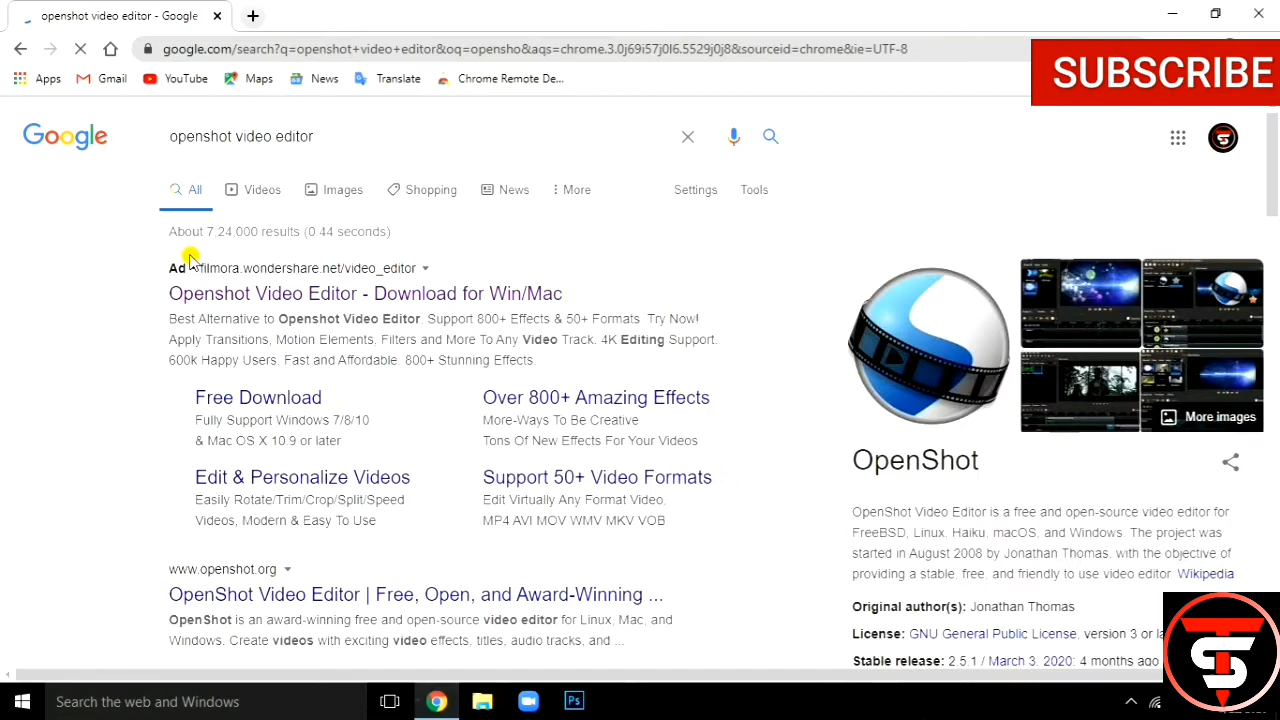 openshot video editor - Google
google.com/search?q=openshot+video+editor&oq=opensho&aqs=chrome.3.0j69i57j0l6.5529j0j8&sourceid=chrome&ie=UTF-8
Apps Gmail YouTube Maps News Translate Chrome Remote De...
SUBSCRIBE
Google openshot video editor
All Videos Images Shopping News More Settings Tools
About 7,24,000 results (0.44 seconds)
Ad filmora.wondershare.net/video_editor
Openshot Video Editor - Download for Win/Mac
Best Alternative to Openshot Video Editor. Support 800+ Effects & 50+ Formats. Try Now!
Apply Transitions, Motion Elements, Filters and More To Any Video Track. 4K Editing Support.
600k Happy Users. Fast and Affordable. 800+ Stunning Effects.
Free Download
Fully Support Windows 10
& Mac OS X 10.9 or later
Over 800+ Amazing Effects
More-Ways To Be Creative
Tons Of New Effects For Your Videos
Edit & Personalize Videos
Easily Rotate/Trim/Crop/Split/Speed
Videos, Modern & Easy To Use
Support 50+ Video Formats
Edit Virtually Any Format Video,
MP4 AVI MOV WMV MKV VOB
www.openshot.org
OpenShot Video Editor | Free, Open, and Award-Winning ...
OpenShot is an award-winning free and open-source video editor for Linux, Mac, and
Windows. Create videos with exciting video effects, titles, audio tracks, and ...
More images
OpenShot
OpenShot Video Editor is a free and open-source video editor for
FreeBSD, Linux, Haiku, macOS, and Windows. The project was
started in August 2008 by Jonathan Thomas, with the objective of
providing a stable, free, and friendly to use video editor. Wikipedia
Original author(s): Jonathan Thomas
License: GNU General Public License, version 3 or la
Stable release: 2.5.1 / March 3, 2020; 4 months ago
TS
Search the web and Windows
Ps